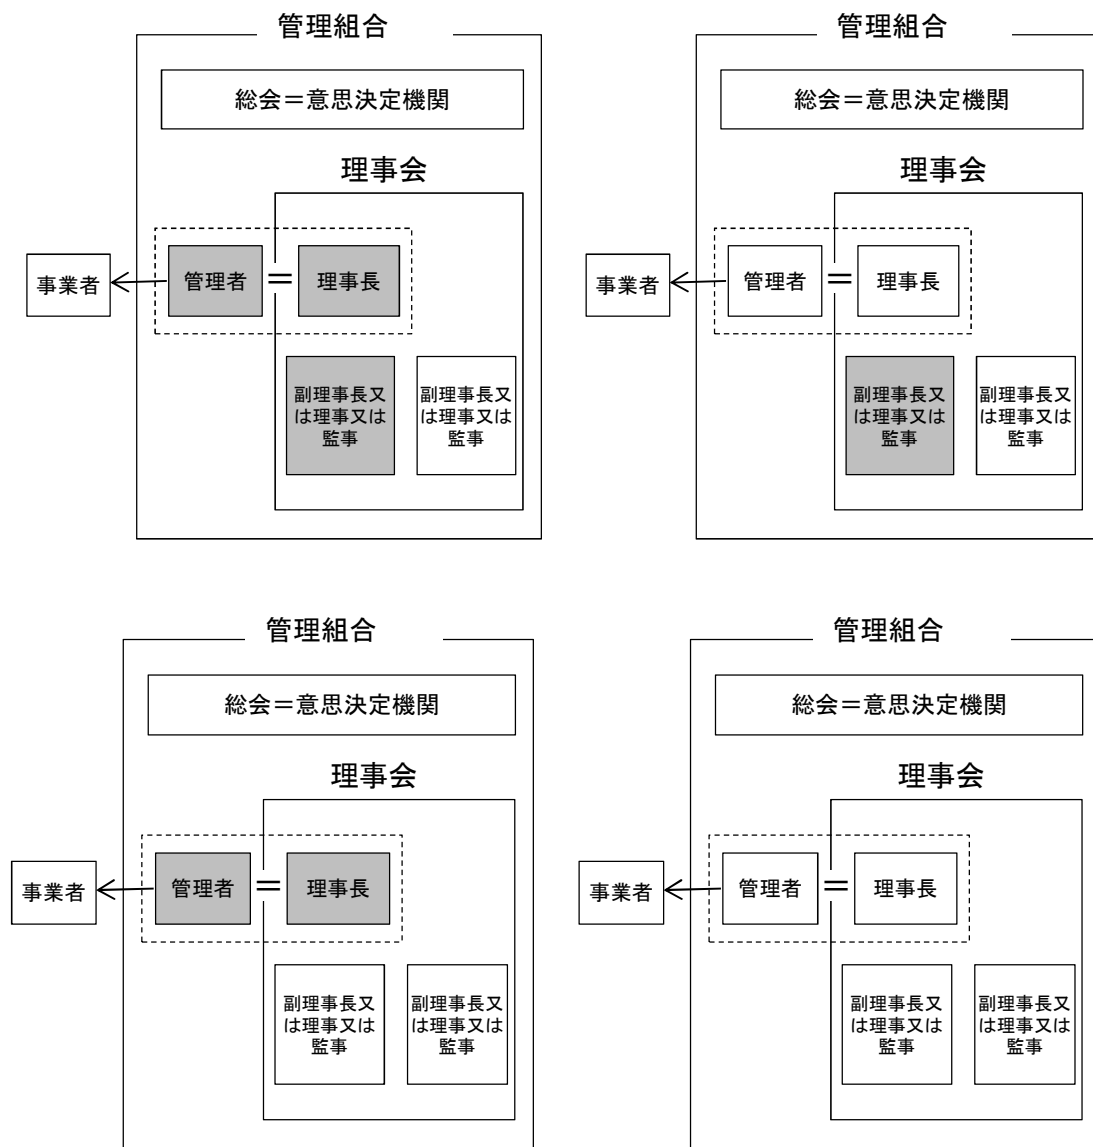 管理組合
総会＝意思決定機関
理事会
事業者
管理者
＝
理事長
副理事長又
は理事又は
監事
副理事長又
は理事又は
監事
管理組合
総会＝意思決定機関
理事会
事業者
管理者
＝
理事長
副理事長又
は理事又は
監事
副理事長又
は理事又は
監事
管理組合
総会＝意思決定機関
理事会
事業者
管理者
＝
理事長
副理事長又
は理事又は
監事
副理事長又
は理事又は
監事
管理組合
総会＝意思決定機関
理事会
事業者
管理者
＝
理事長
副理事長又
は理事又は
監事
副理事長又
は理事又は
監事